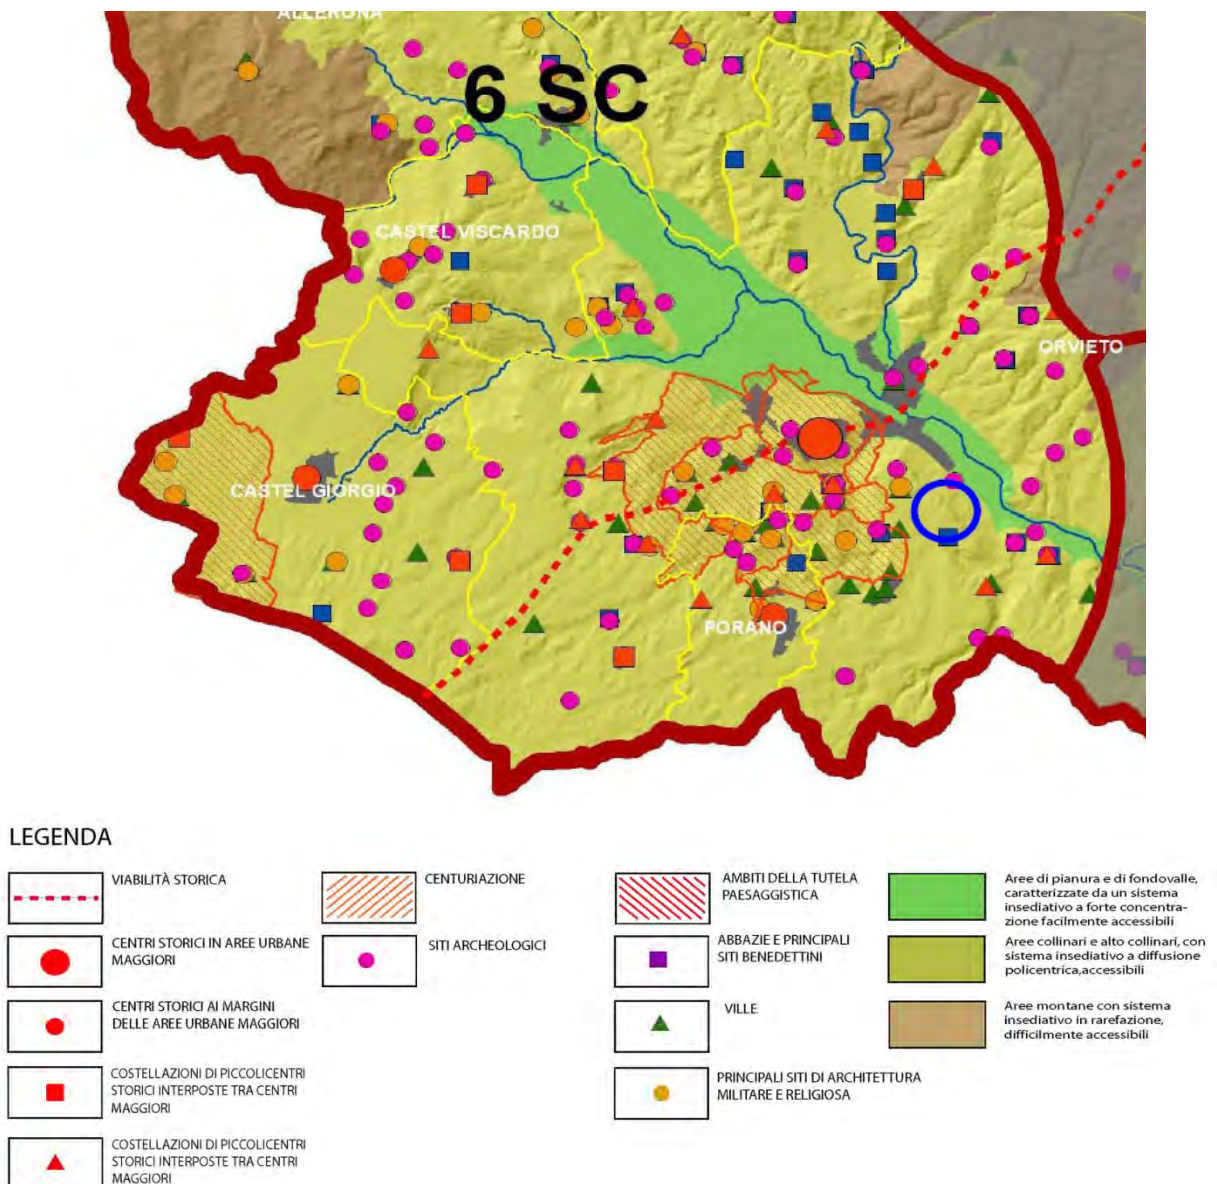 ALLERONA
6 SC
CASTEL VISCARDO
ORVIETO
CASTEL GIORGIO
PORANO
LEGENDA
VIABILITÀ STORICA
CENTRI STORICI IN AREE URBANE
MAGGIORI
CENTRI STORICI AI MARGINI
DELLE AREE URBANE MAGGIORI
COSTELLAZIONI DI PICCOLICENTRI
STORICI INTERPOSTE TRA CENTRI
MAGGIORI
COSTELLAZIONI DI PICCOLICENTRI
STORICI INTERPOSTE TRA CENTRI
MAGGIORI
CENTURIAZIONE
SITI ARCHEOLOGICI
AMBITI DELLA TUTELA
PAESAGGISTICA
ABBAZIE E PRINCIPALI
SITI BENEDETTINI
VILLE
PRINCIPALI SITI DI ARCHITETTURA
MILITARE E RELIGIOSA
Aree di pianura e di fondovalle,
caratterizzate da un sistema
insediativo a forte concentra-
zione facilmente accessibili
Aree collinari e alto collinari, con
sistema insediativo a diffusione
policentrica,accessibili
Aree montane con sistema
insediativo in rarefazione,
difficilmente accessibili